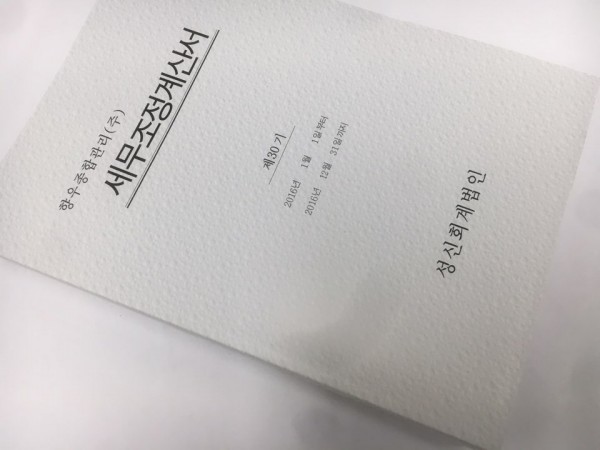 향우종합관리(주)
세무조정계산서
제30기
2016년 1월 1일부터
2016년 12월 31일까지
성신회계법인